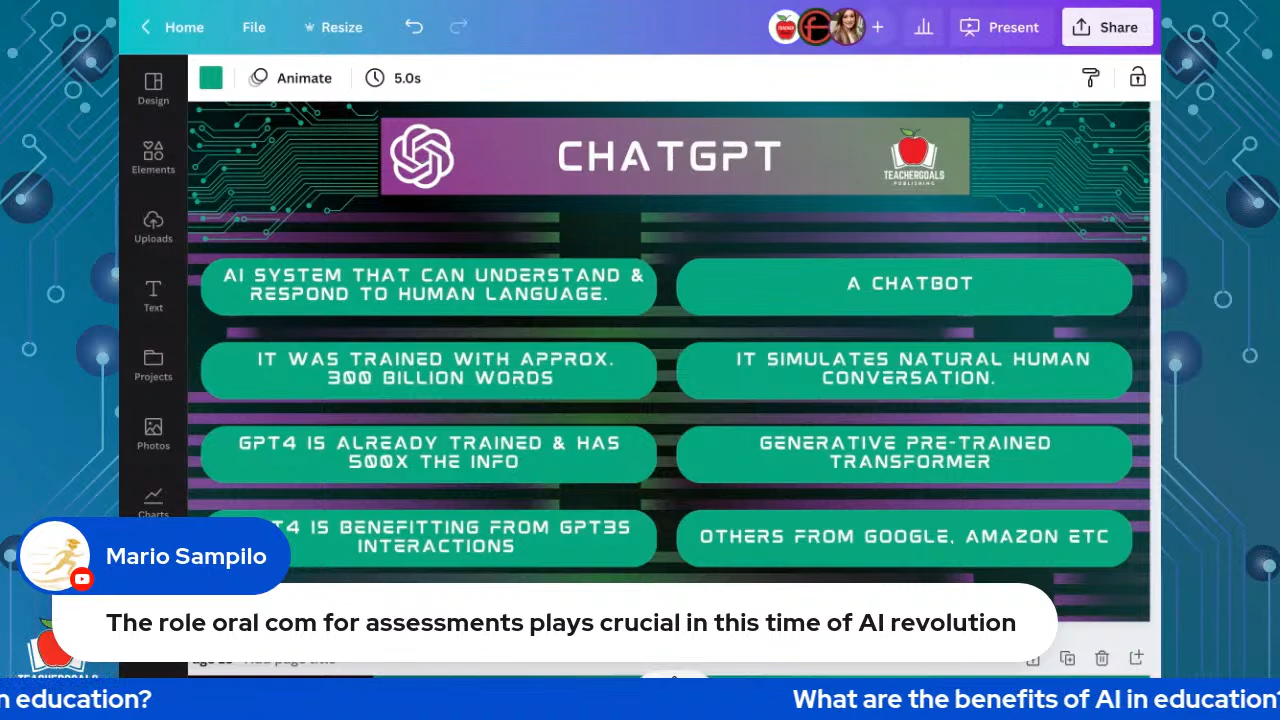 Home
File
Resize
Present
Share
Animate
5.0s
Design
Elements
Uploads
Text
Projects
Photos
Charts
CHATGPT
TEACHERGOALS
PUBLISHING
AI SYSTEM THAT CAN UNDERSTAND &
RESPOND TO HUMAN LANGUAGE.
A CHATBOT
IT WAS TRAINED WITH APPROX.
300 BILLION WORDS
IT SIMULATES NATURAL HUMAN
CONVERSATION.
GPT4 IS ALREADY TRAINED & HAS
500X THE INFO
GENERATIVE PRE-TRAINED
TRANSFORMER
T4 IS BENEFITTING FROM GPT3S
INTERACTIONS
OTHERS FROM GOOGLE, AMAZON ETC
Mario Sampilo
The role oral com for assessments plays crucial in this time of AI revolution
n education?
What are the benefits of AI in education?